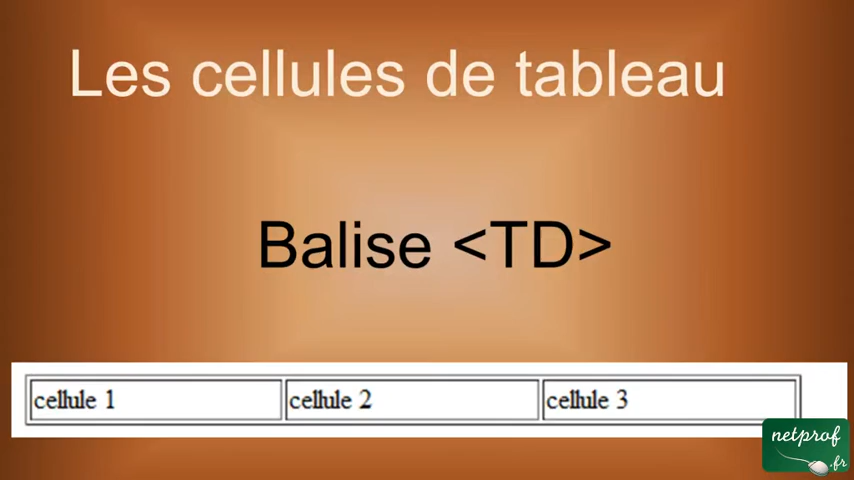 Les cellules de tableau
Balise <TD>
cellule 1 cellule 2 cellule 3
netprof
.fr